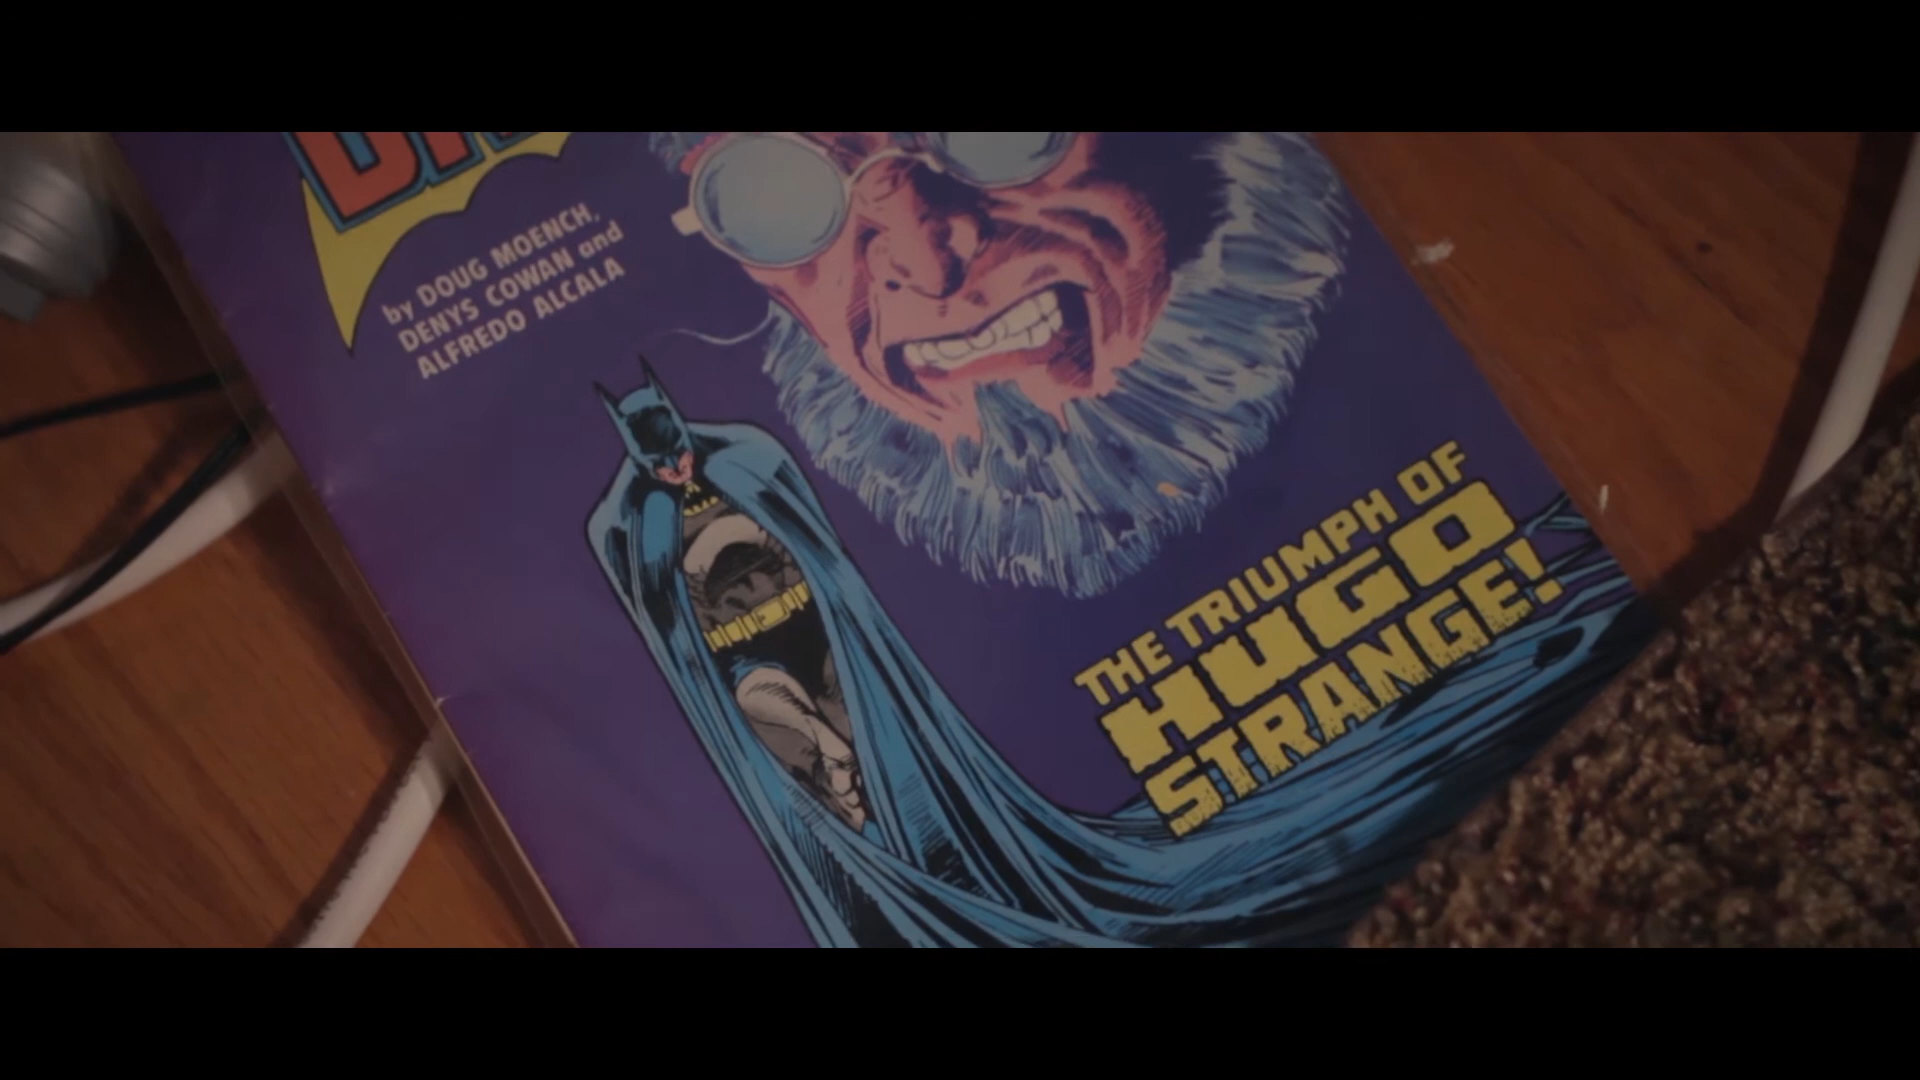 by DOUG MOENCH,
DENYS COWAN and
ALFREDO ALCALA
THE TRIUMPH OF
HUGO
STRANGE!